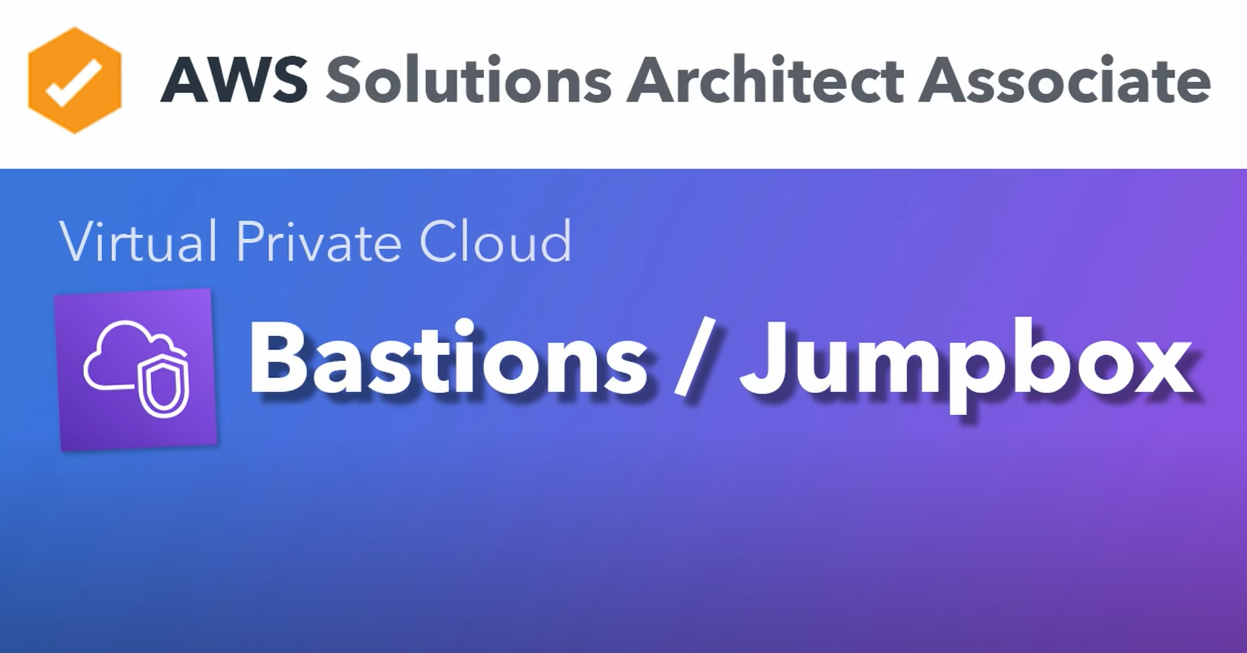 AWS Solutions Architect Associate
Virtual Private Cloud
Bastions / Jumpbox